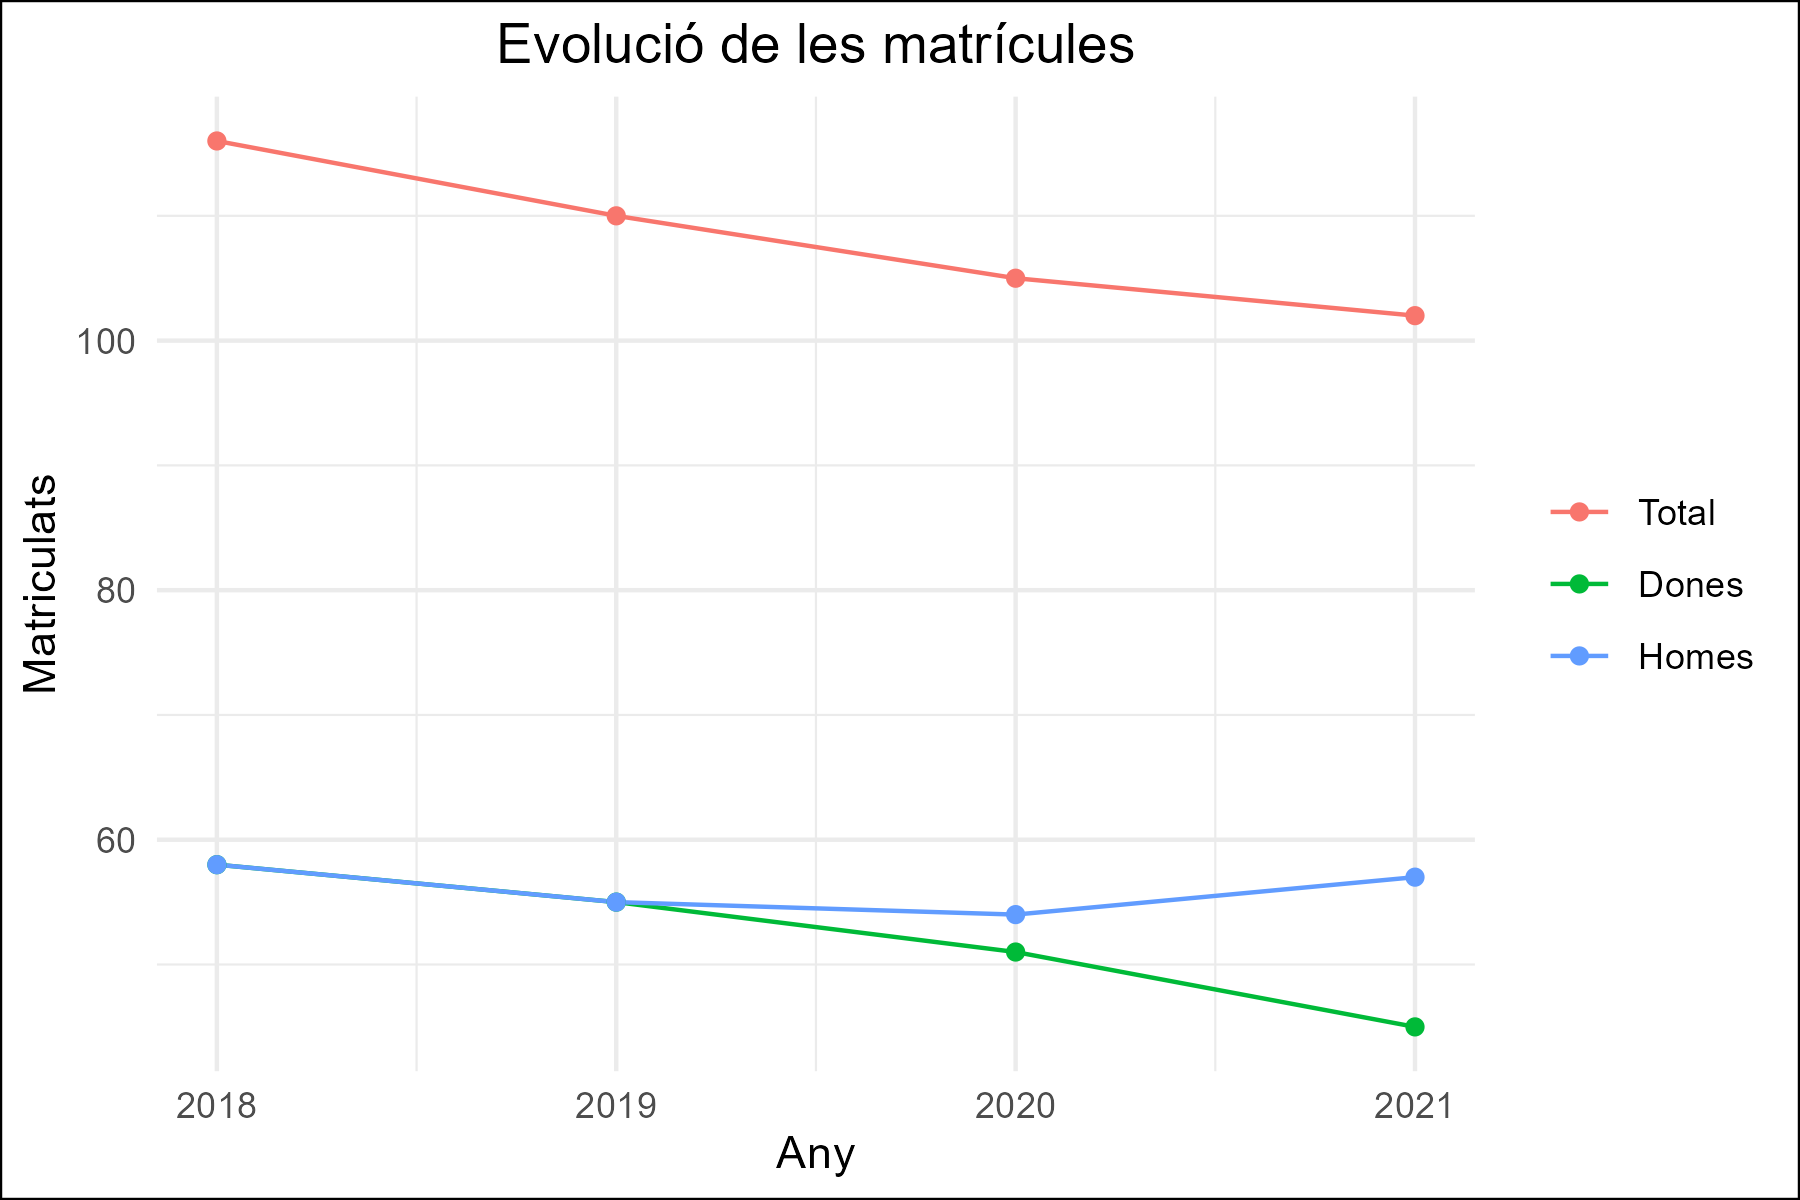 Evolució de les matrícules
Matriculats
100
80
60
2018
2019
2020
2021
Any
Total
Dones
Homes